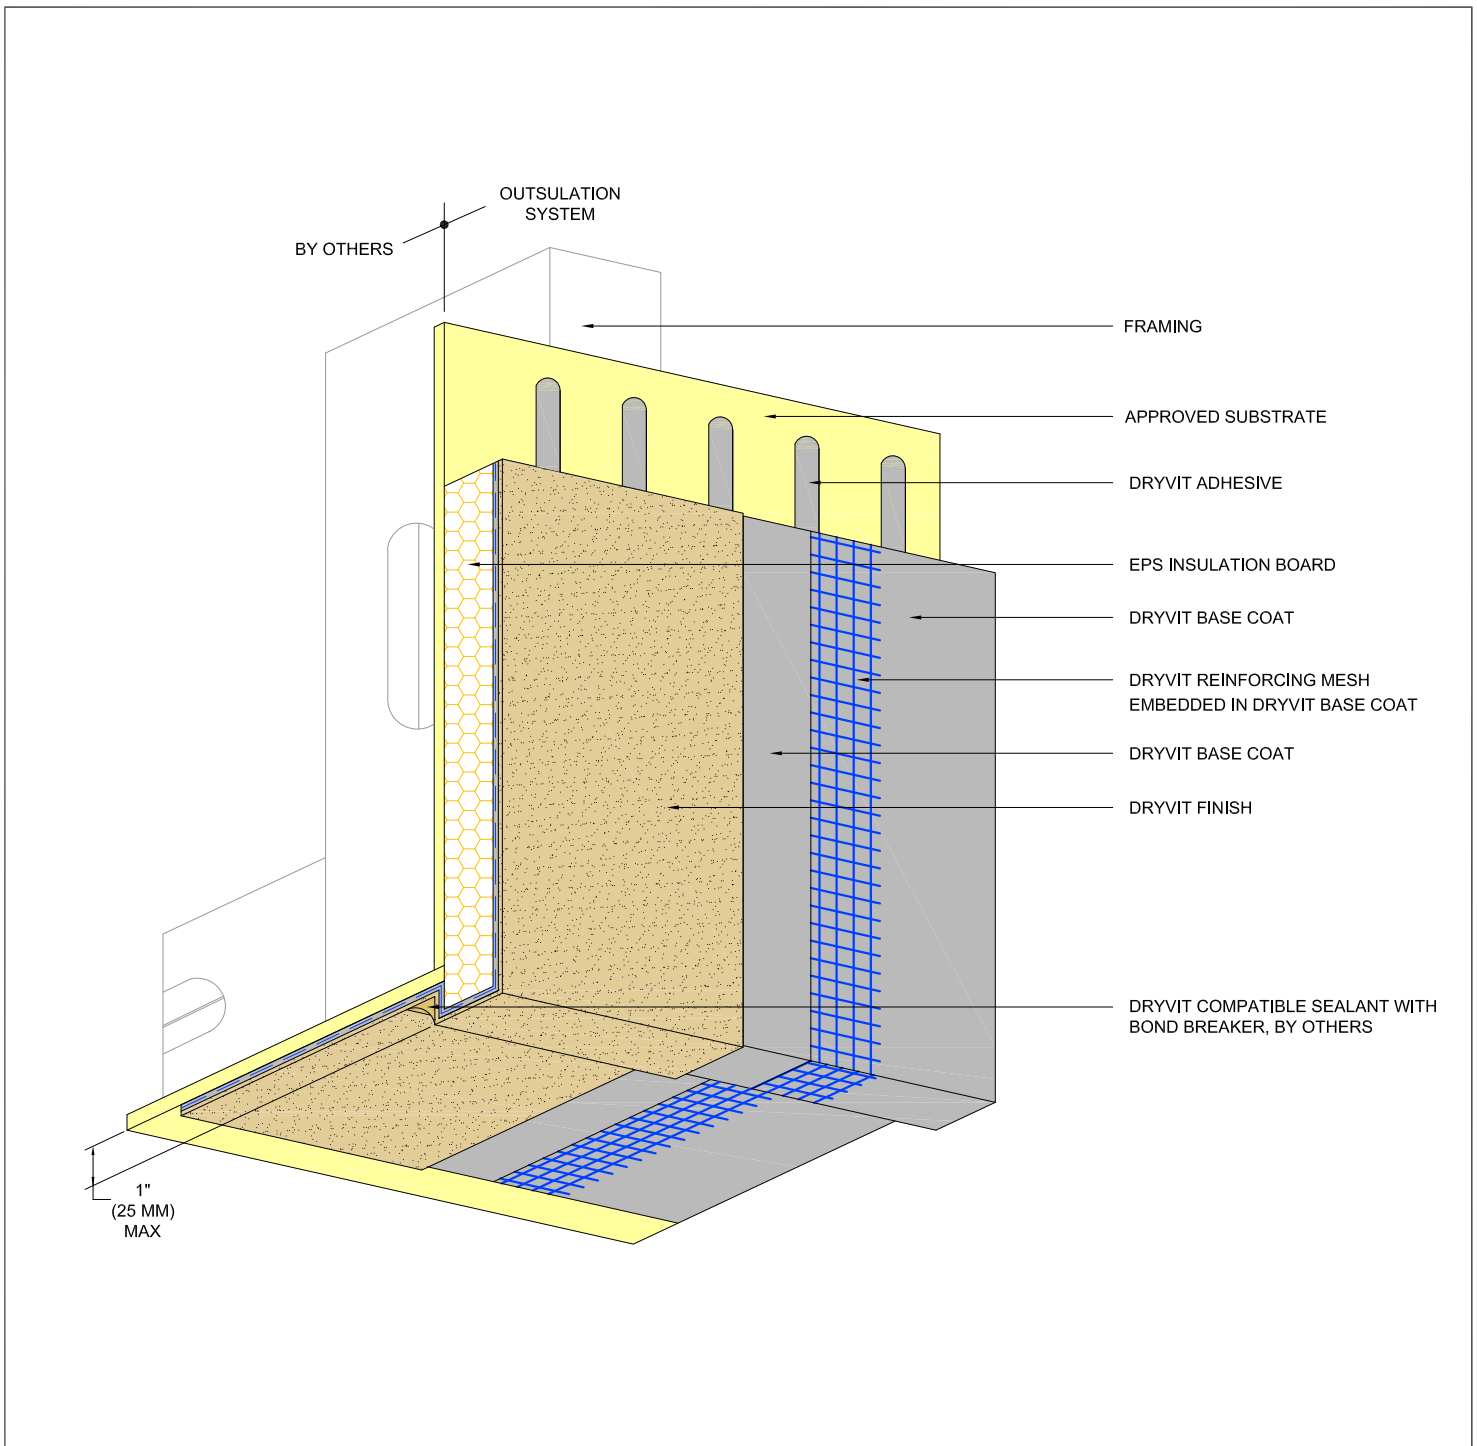 OUTSULATION
SYSTEM
BY OTHERS
FRAMING
APPROVED SUBSTRATE
DRYVIT ADHESIVE
EPS INSULATION BOARD
DRYVIT BASE COAT
DRYVIT REINFORCING MESH
EMBEDDED IN DRYVIT BASE COAT
DRYVIT BASE COAT
DRYVIT FINISH
DRYVIT COMPATIBLE SEALANT WITH
BOND BREAKER, BY OTHERS
1"
(25 MM)
MAX